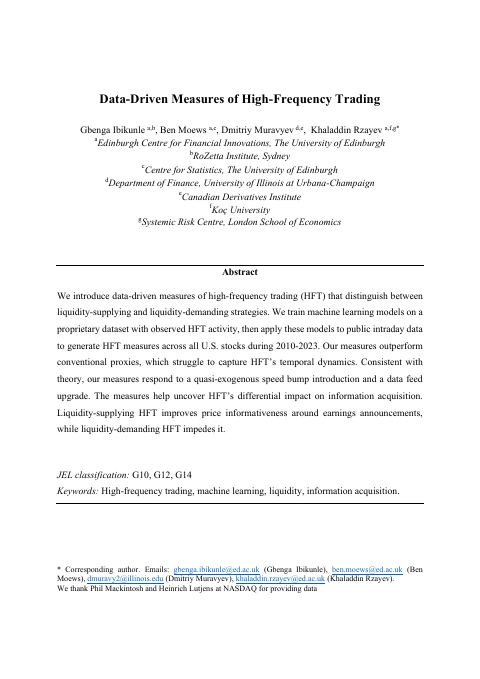 Data-Driven Measures of High-Frequency Trading
Gbenga Ibikunle a,b, Ben Moews a,c, Dmitriy Muravyev d,e, Khaladdin Rzayev a,f,g*
aEdinburgh Centre for Financial Innovations, The University of Edinburgh
bRoZetta Institute, Sydney
cCentre for Statistics, The University of Edinburgh
dDepartment of Finance, University of Illinois at Urbana-Champaign
eCanadian Derivatives Institute
fKoç University
gSystemic Risk Centre, London School of Economics
Abstract
We introduce data-driven measures of high-frequency trading (HFT) that distinguish between
liquidity-supplying and liquidity-demanding strategies. We train machine learning models on a
proprietary dataset with observed HFT activity, then apply these models to public intraday data
to generate HFT measures across all U.S. stocks during 2010-2023. Our measures outperform
conventional proxies, which struggle to capture HFT's temporal dynamics. Consistent with
theory, our measures respond to a quasi-exogenous speed bump introduction and a data feed
upgrade. The measures help uncover HFT's differential impact on information acquisition.
Liquidity-supplying HFT improves price informativeness around earnings announcements,
while liquidity-demanding HFT impedes it.
JEL classification: G10, G12, G14
Keywords: High-frequency trading, machine learning, liquidity, information acquisition.
* Corresponding author. Emails: gbenga.ibikunle@ed.ac.uk (Gbenga Ibikunle), ben.moews@ed.ac.uk (Ben
Moews), dmuravy2@illinois.edu (Dmitriy Muravyev), khaladdin.rzayev@ed.ac.uk (Khaladdin Rzayev).
We thank Phil Mackintosh and Heinrich Lutjens at NASDAQ for providing data